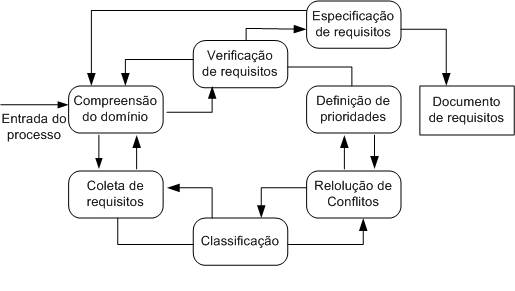 Especificação
de requisitos
Verificação
de requisitos
Compreensão
do domínio
Definição de
prioridades
Documento
de requisitos
Entrada do
processo
Coleta de
requisitos
Relolução de
Conflitos
Classificação